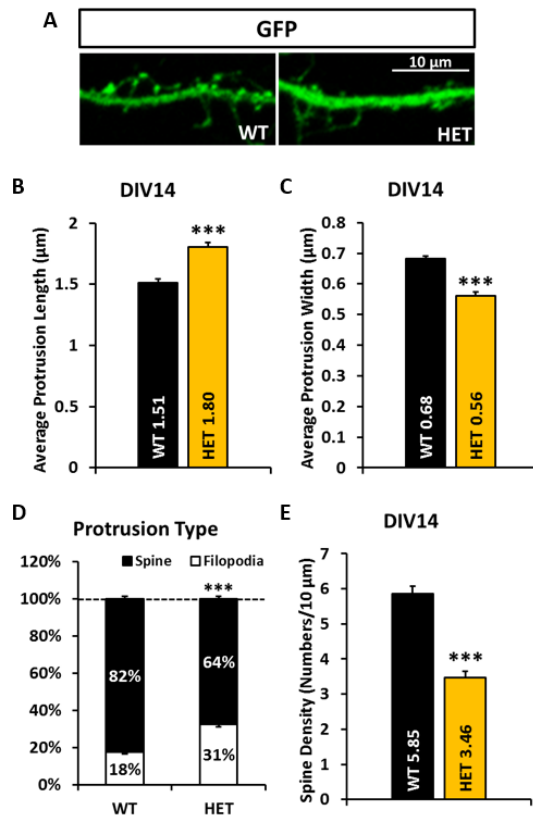 A
GFP
10 μm
WT
HET
B
DIV14
Average Protrusion Length (μm)
2
1.5
1
0.5
0
***
WT 1.51
HET 1.80
C
DIV14
Average Protrusion Width (μm)
0.8
0.7
0.6
0.5
0.4
0.3
0.2
0.1
0
***
WT 0.68
HET 0.56
D
Protrusion Type
Spine Filopodia
120%
100%
80%
60%
40%
20%
0%
***
82%
64%
18%
31%
WT HET
E
DIV14
Spine Density (Numbers/10 μm)
7
6
5
4
3
2
1
0
***
WT 5.85
HET 3.46